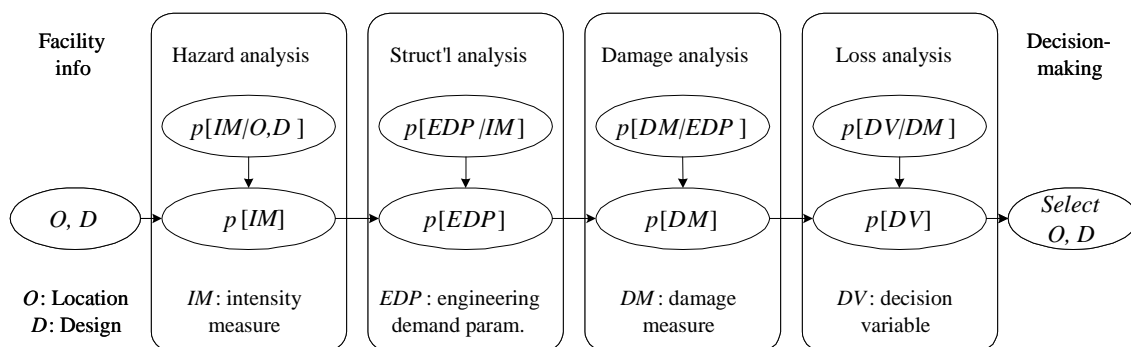 Facility
info
Hazard analysis
Struct'l analysis
Damage analysis
Loss analysis
Decision-
making
p[IM/O,D ]
p[EDP /IM]
p[DM/EDP ]
p[DV/DM]
O, D
p[IM]
p[EDP]
p[DM]
p[DV]
Select
O, D
O: Location
D: Design
IM : intensity
measure
EDP : engineering
demand param.
DM : damage
measure
DV: decision
variable